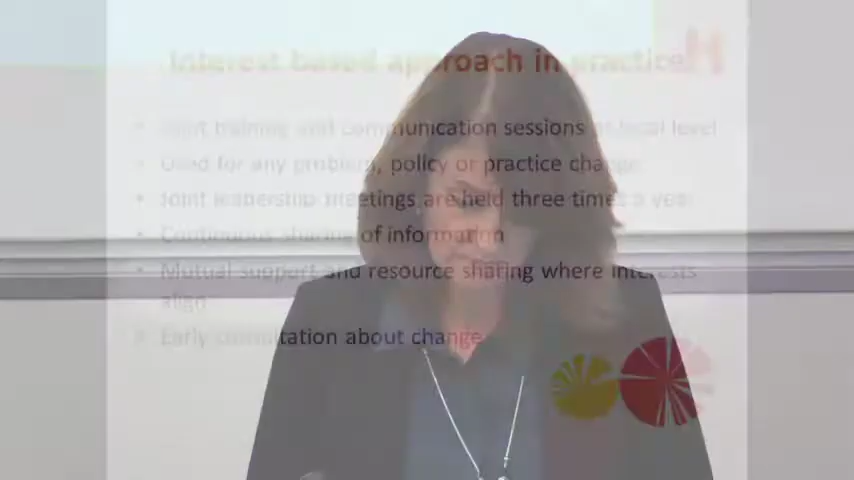 Interest based approach in practice
• Joint training and communication sessions at local level
• Used for any problem, policy or practice change
• Joint leadership meetings are held three times a year
• Continuous sharing of information
• Mutual support and resource sharing where interests
align
• Early consultation about change